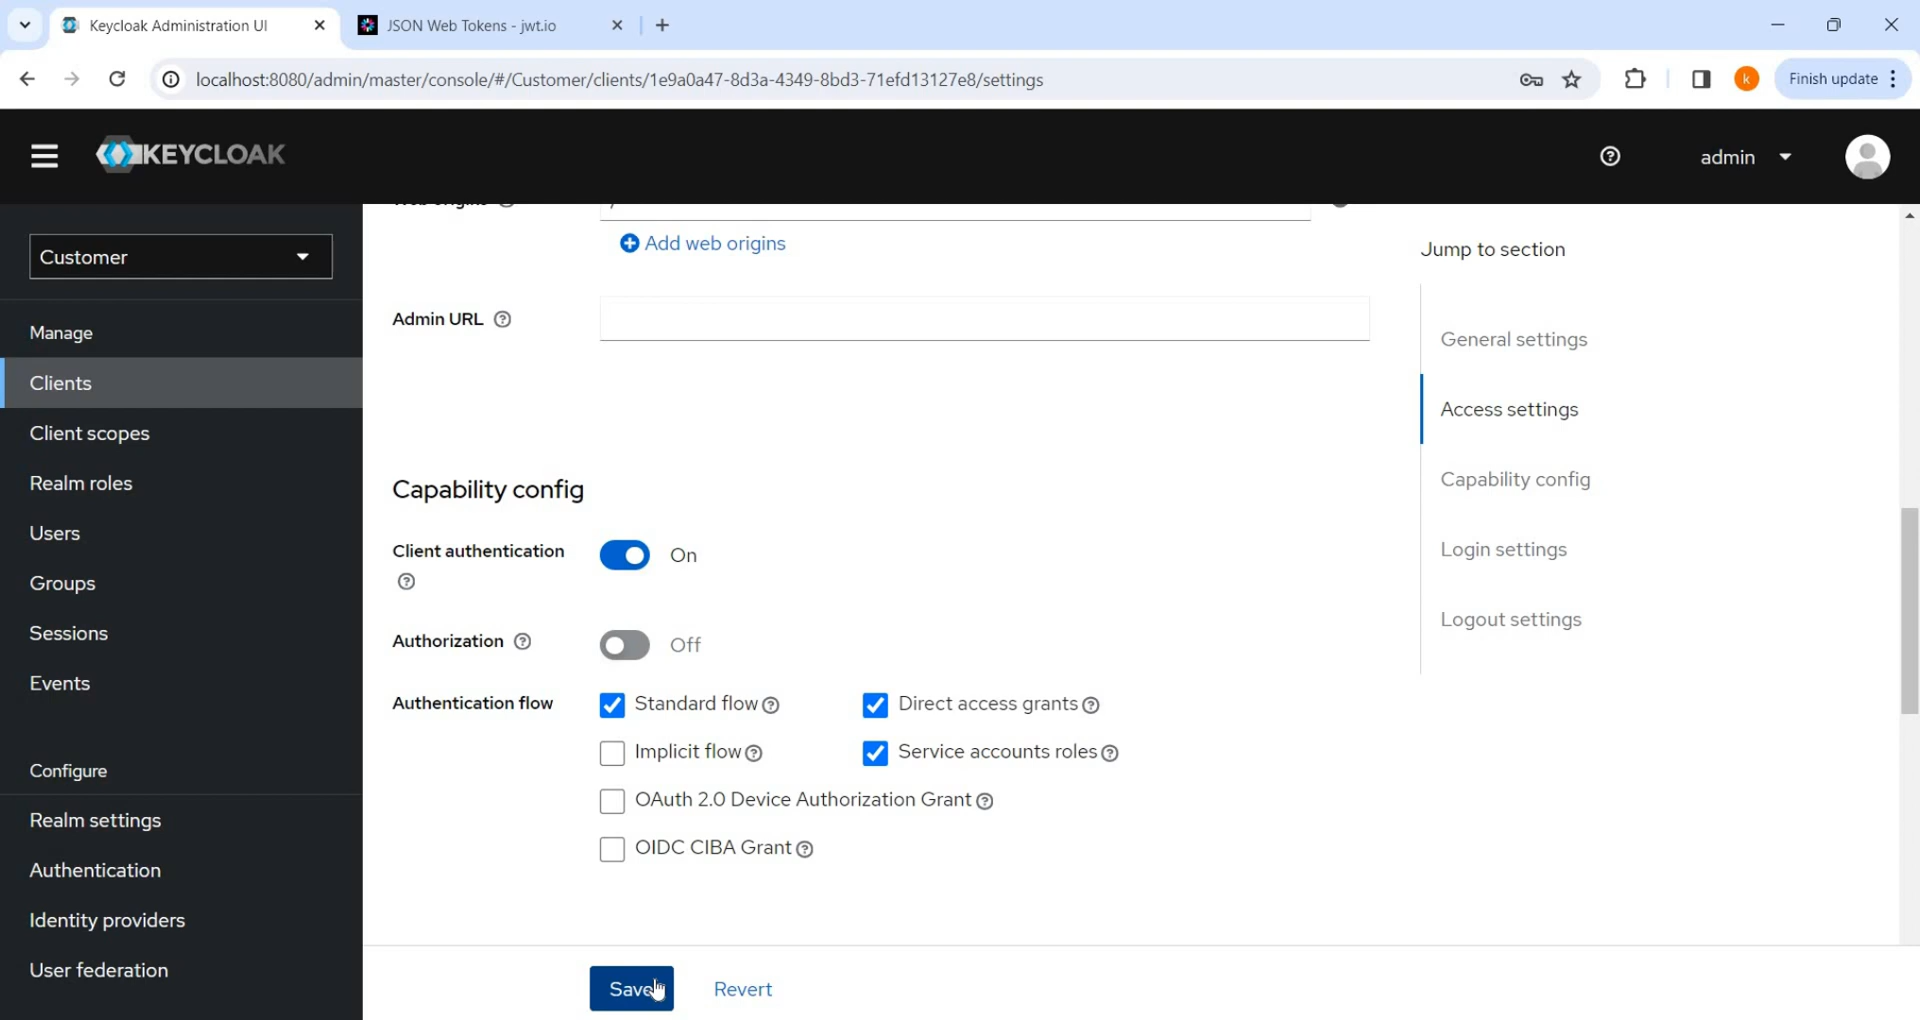 Keycloak Administration UI
JSON Web Tokens - jwt.io
localhost:8080/admin/master/console/#/Customer/clients/1e9a0a47-8d3a-4349-8bd3-71efd13127e8/settings
k
Finish update
KEYCLOAK
admin
Customer
Manage
Clients
Client scopes
Realm roles
Users
Groups
Sessions
Events
Configure
Realm settings
Authentication
Identity providers
User federation
Add web origins
Admin URL
Capability config
Client authentication
On
Authorization
Off
Authentication flow
Standard flow
Direct access grants
Implicit flow
Service accounts roles
OAuth 2.0 Device Authorization Grant
OIDC CIBA Grant
Save
Revert
Jump to section
General settings
Access settings
Capability config
Login settings
Logout settings